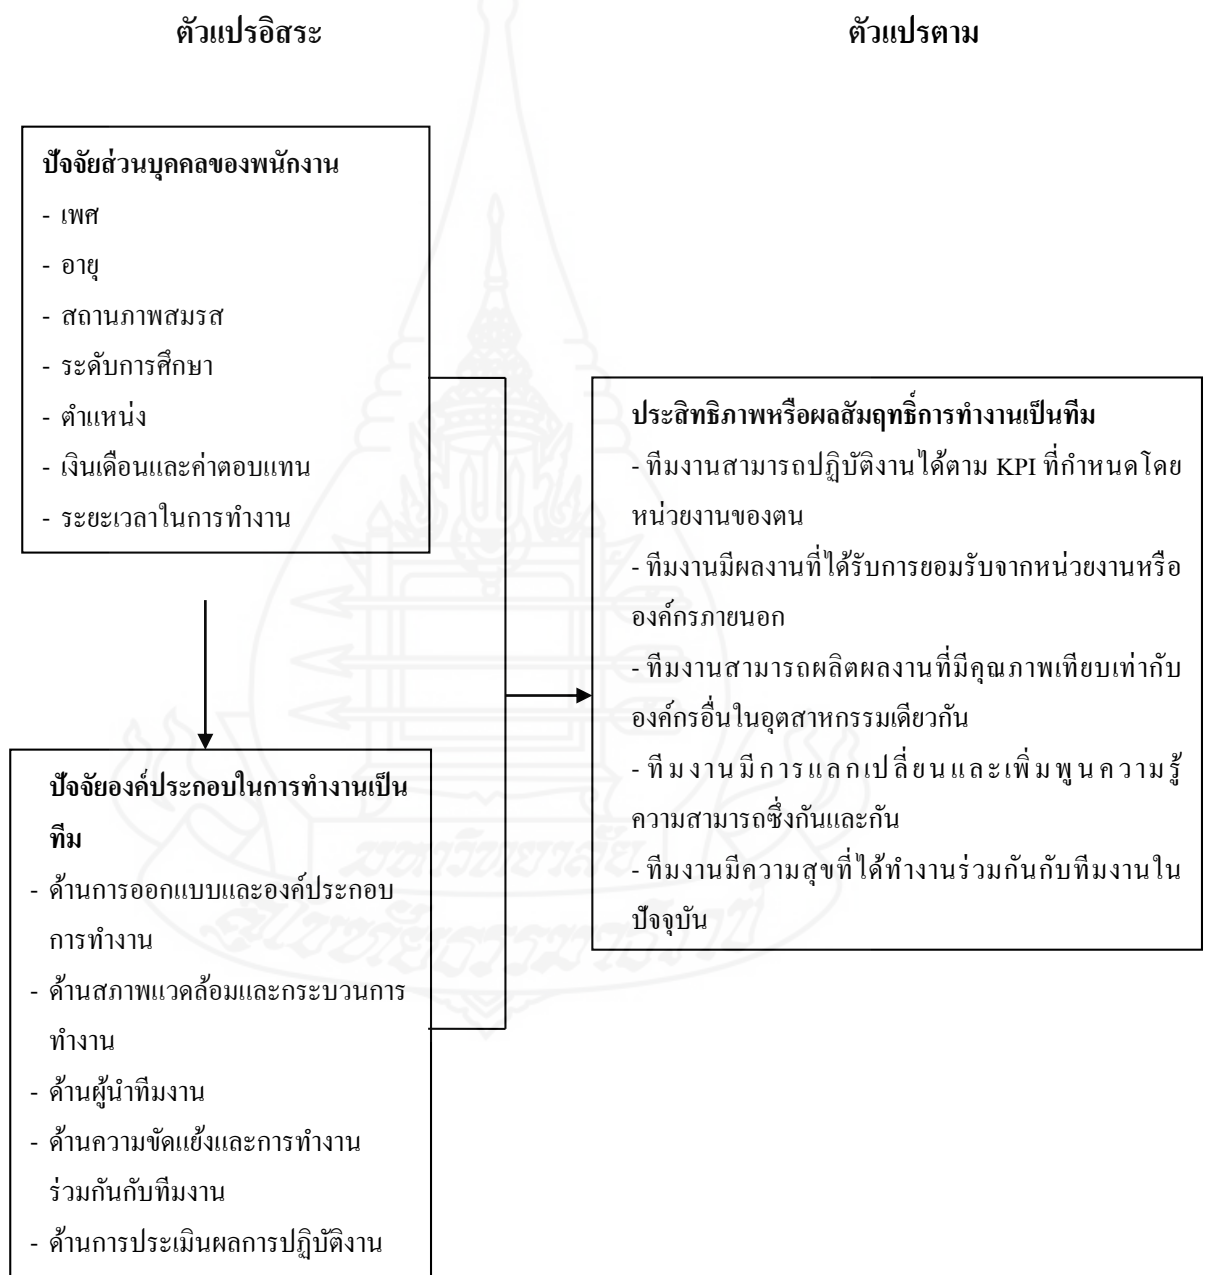 ตัวแปรอิสระ
ตัวแปรตาม
ปัจจัยส่วนบุคคลของพนักงาน
- เพศ
- อายุ
- สถานภาพสมรส
- ระดับการศึกษา
- ตำแหน่ง
- เงินเดือนและค่าตอบแทน
- ระยะเวลาในการทำงาน
ปัจจัยองค์ประกอบในการทำงานเป็น
ทีม
- ด้านการออกแบบและองค์ประกอบ
การทำงาน
- ด้านสภาพแวดล้อมและกระบวนการ
ทำงาน
- ด้านผู้นำทีมงาน
- ด้านความขัดแย้งและการทำงาน
ร่วมกันกับทีมงาน
- ด้านการประเมินผลการปฏิบัติงาน
ประสิทธิภาพหรือผลสัมฤทธิ์การทำงานเป็นทีม
- ทีมงานสามารถปฏิบัติงานได้ตาม KPI ที่กำหนดโดย
หน่วยงานของตน
- ทีมงานมีผลงานที่ได้รับการยอมรับจากหน่วยงานหรือ
องค์กรภายนอก
- ทีมงานสามารถผลิตผลงานที่มีคุณภาพเทียบเท่ากับ
องค์กรอื่นในอุตสาหกรรมเดียวกัน
- ทีมงานมีการแลกเปลี่ยนและเพิ่มพูนความรู้
ความสามารถซึ่งกันและกัน
- ทีมงานมีความสุขที่ได้ทำงานร่วมกันกับทีมงานใน
ปัจจุบัน
มหาวิทยาลัย
สุโขทัยธรรมาธิราช